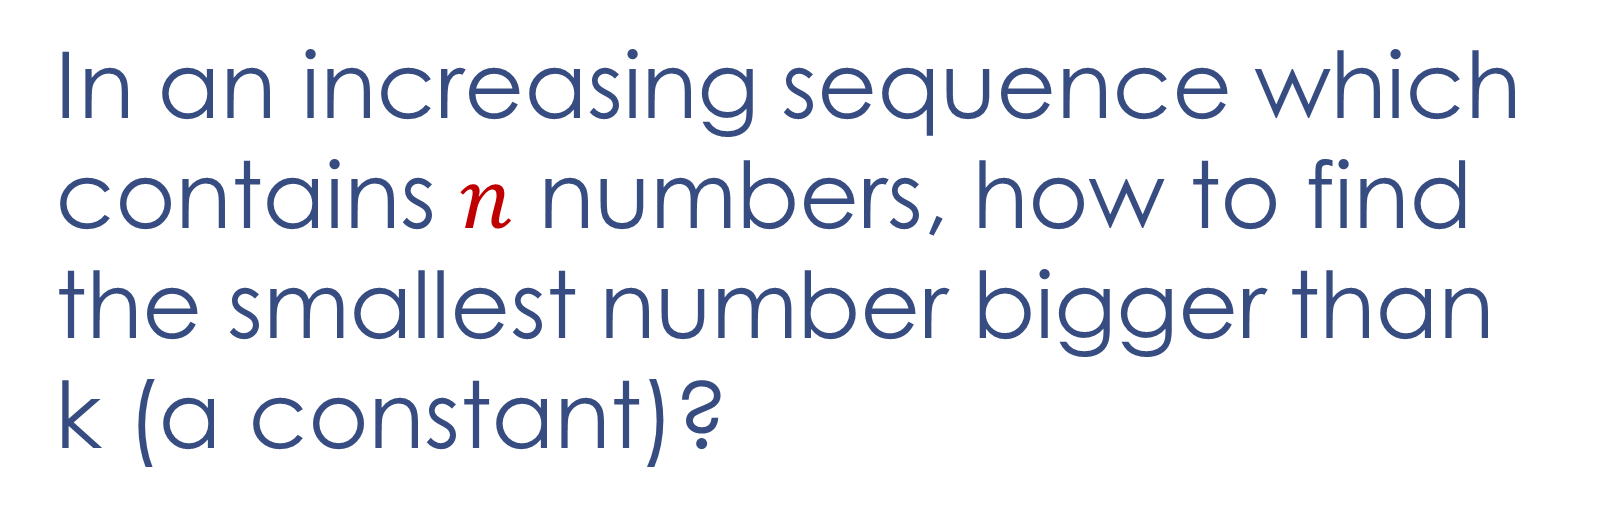 In an increasing sequence which
contains n numbers, how to find
the smallest number bigger than
k (a constant)?